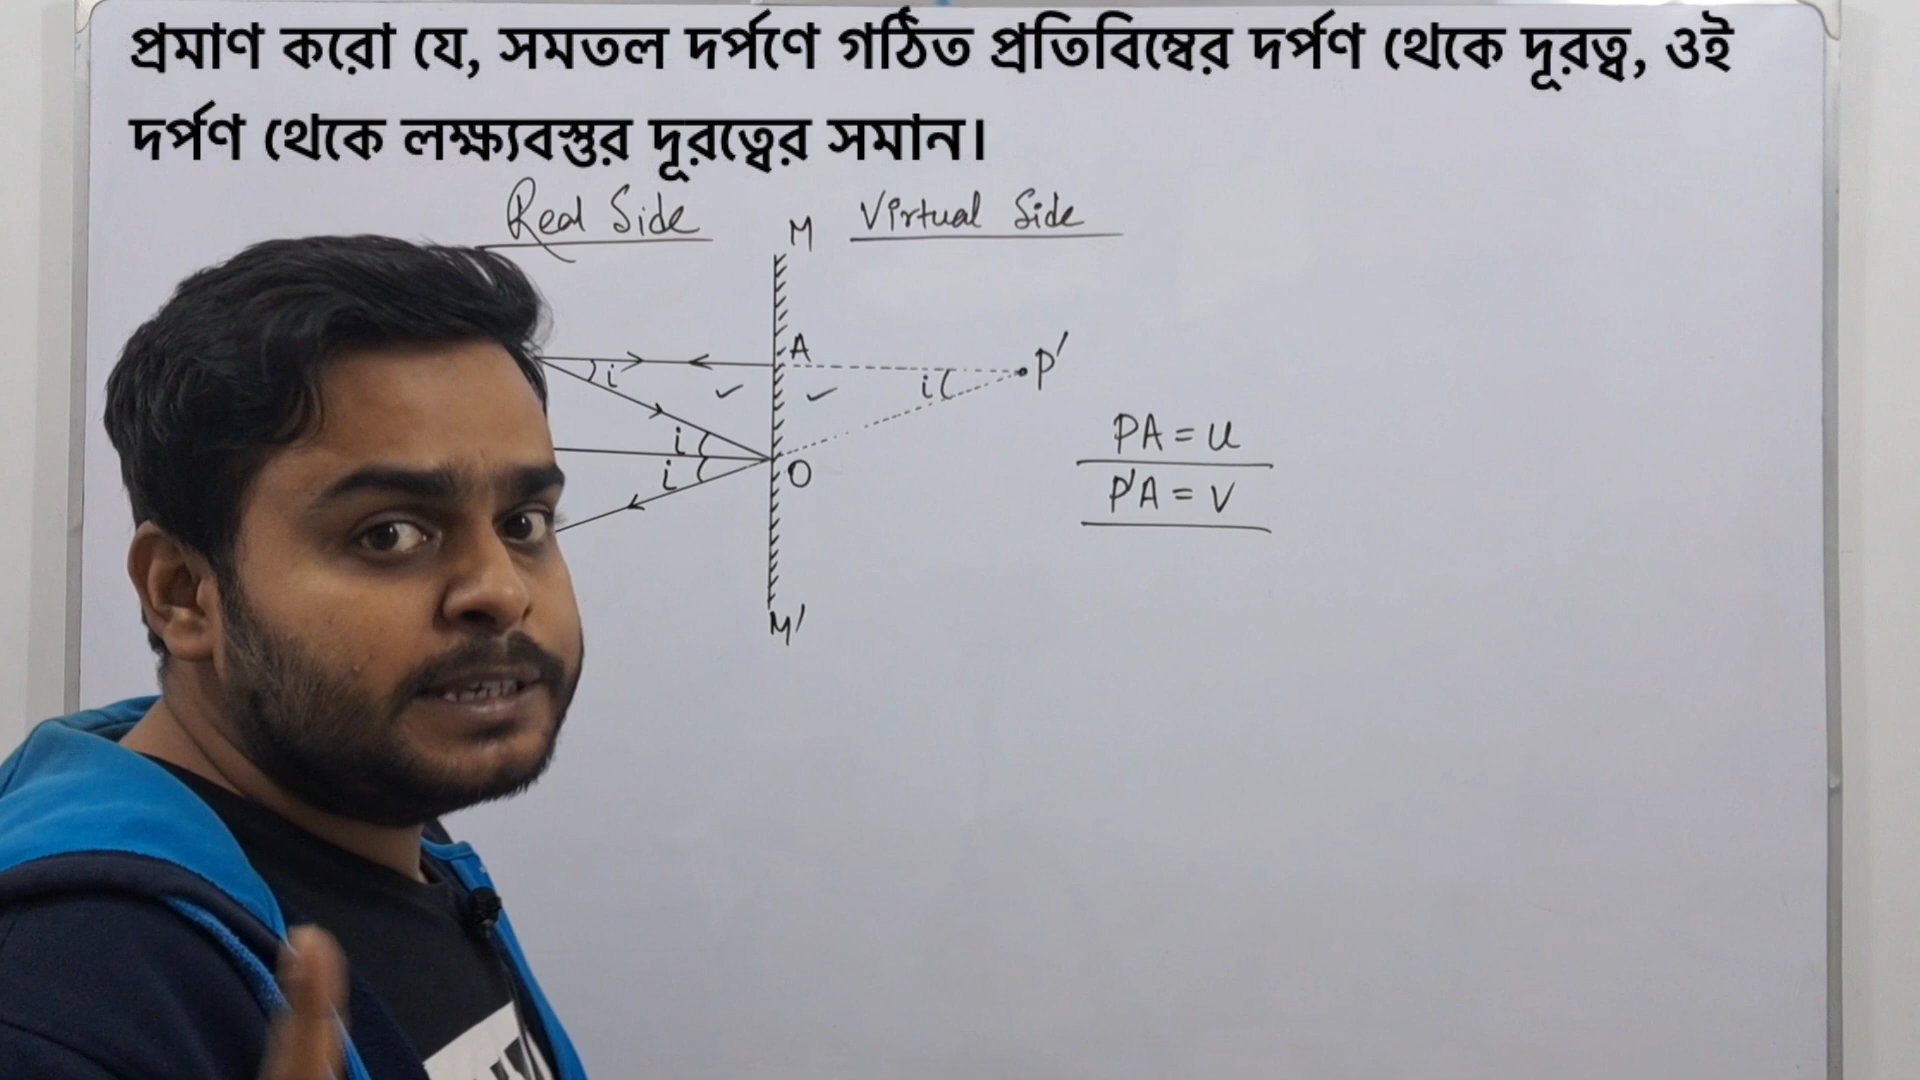 প্রমাণ করো যে, সমতল দর্পণে গঠিত প্রতিবিম্বের দর্পণ থেকে দূরত্ব, ওই
দর্পণ থেকে লক্ষ্যবস্তুর দূরত্বের সমান।
Real Side
M
Virtual Side
A
i
i
P'
i
i
O
PA = u
P'A = v
M'